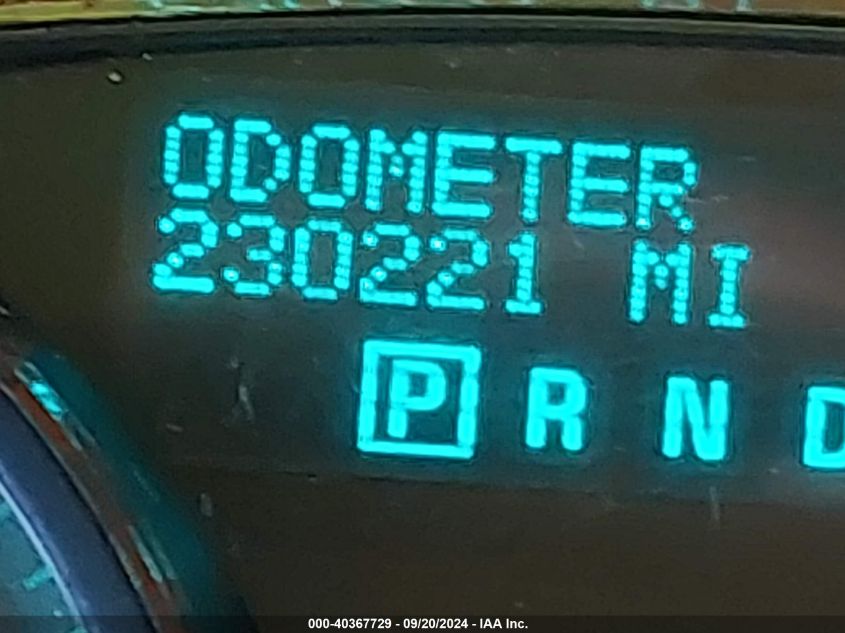 ODOMETER
230221 MI
P R N D
000-40367729 - 09/20/2024 - IAA Inc.